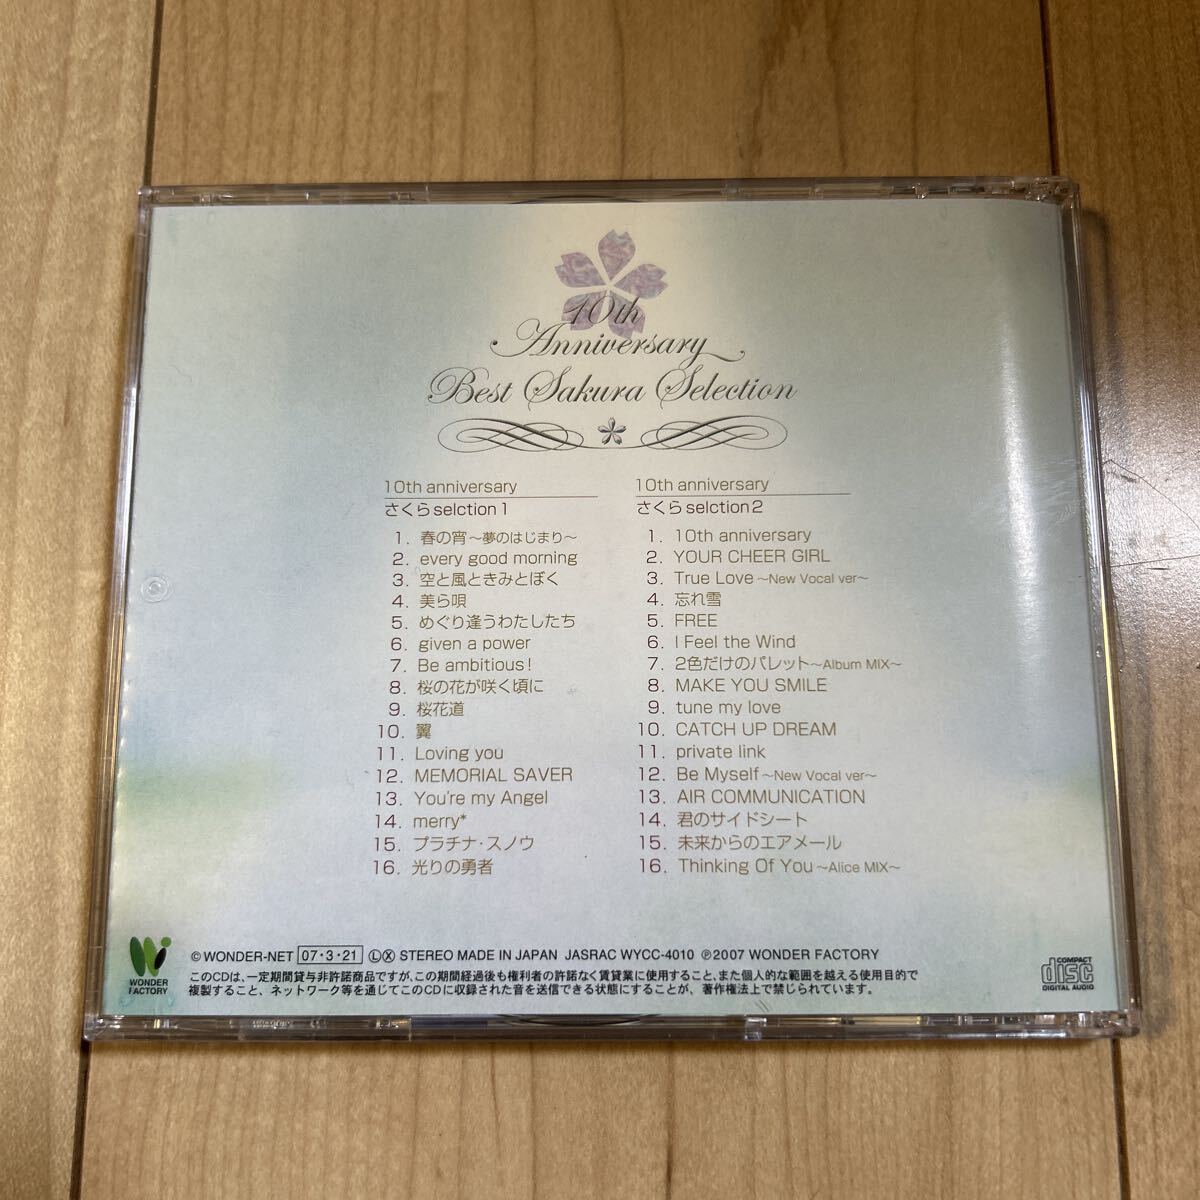 10th
Anniversary
Best Sakura Selection
10th anniversary
さくら selction 1
1. 春の宵～夢のはじまり～
2. every good morning
3. 空と風ときみとぼく
4. 美ら唄
5. めぐり逢うわたしたち
6. given a power
7. Be ambitious!
8. 桜の花が咲く頃に
9. 桜花道
10. 翼
11. Loving you
12. MEMORIAL SAVER
13. You're my Angel
14. merry*
15. プラチナ・スノウ
16. 光りの勇者
10th anniversary
さくら selction 2
1. 10th anniversary
2. YOUR CHEER GIRL
3. True Love～New Vocal ver～
4. 忘れ雪
5. FREE
6. I Feel the Wind
7. 2色だけのパレット～Album MIX～
8. MAKE YOU SMILE
9. tune my love
10. CATCH UP DREAM
11. private link
12. Be Myself～New Vocal ver～
13. AIR COMMUNICATION
14. 君のサイドシート
15. 未来からのエアメール
16. Thinking Of You～Alice MIX～
WONDER
FACTORY
© WONDER-NET 07・3・21 Ⓛ Ⓧ STEREO MADE IN JAPAN JASRAC WYCC-4010 ℗2007 WONDER FACTORY
このCDは、一定期間貸与非許諾商品ですが、この期間経過後も権利者の許諾なく賃貸業に使用すること、また個人的な範囲を越える使用目的で
複製すること、ネットワーク等を通じてこのCDに収録された音を送信できる状態にすることが、著作権法上で禁じられています。
COMPACT
disc
DIGITAL AUDIO